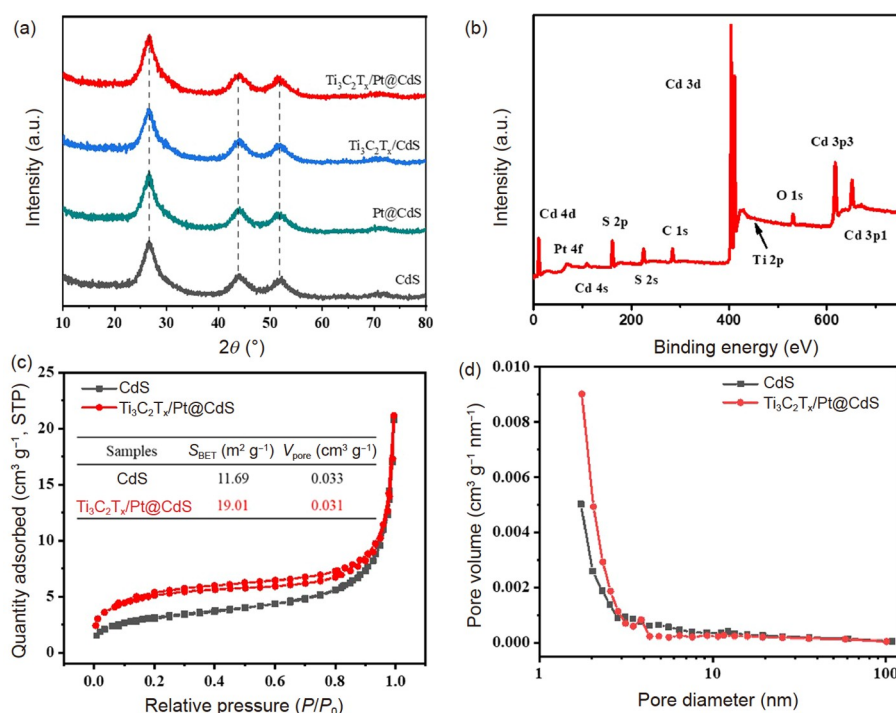 (a)
Intensity (a.u.)
Ti₃C₂Tₓ/Pt@CdS
Ti₃C₂Tₓ/CdS
Pt@CdS
CdS
10 20 30 40 50 60 70 80
2θ (°)
(b)
Intensity (a.u.)
Cd 3d
Cd 3p3
O 1s
Cd 4d
S 2p
C 1s
Pt 4f
Cd 3p1
Ti 2p
Cd 4s
S 2s
0 200 400 600
Binding energy (eV)
(c)
Quantity adsorbed (cm³ g⁻¹, STP)
25
20
15
10
5
0
CdS
Ti₃C₂Tₓ/Pt@CdS
Samples S_BET (m² g⁻¹) V_pore (cm³ g⁻¹)
CdS 11.69 0.033
Ti₃C₂Tₓ/Pt@CdS 19.01 0.031
0.0 0.2 0.4 0.6 0.8 1.0
Relative pressure (P/P₀)
(d)
Pore volume (cm³ g⁻¹ nm⁻¹)
0.010
0.008
0.006
0.004
0.002
0.000
CdS
Ti₃C₂Tₓ/Pt@CdS
1 10 100
Pore diameter (nm)